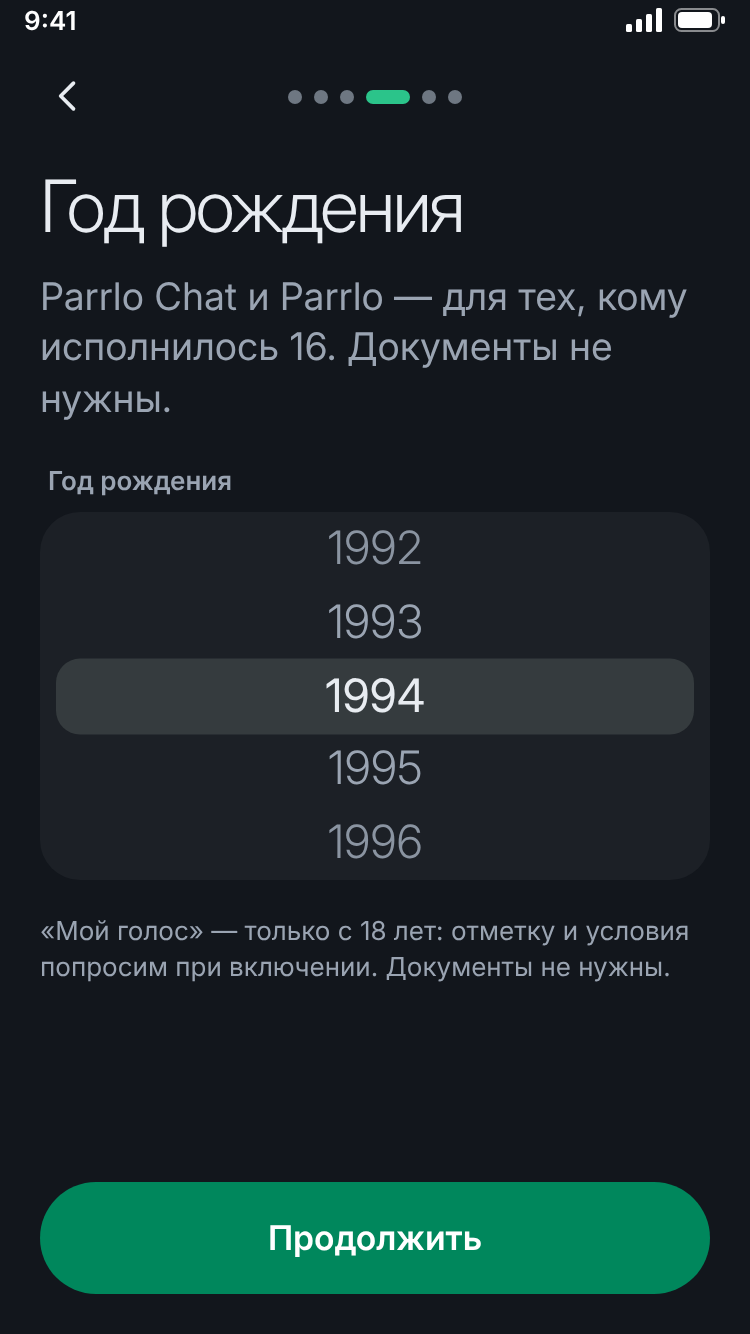 9:41
Год рождения
Parrlo Chat и Parrlo — для тех, кому
исполнилось 16. Документы не
нужны.
Год рождения
1992
1993
1994
1995
1996
«Мой голос» — только с 18 лет: отметку и условия
попросим при включении. Документы не нужны.
Продолжить